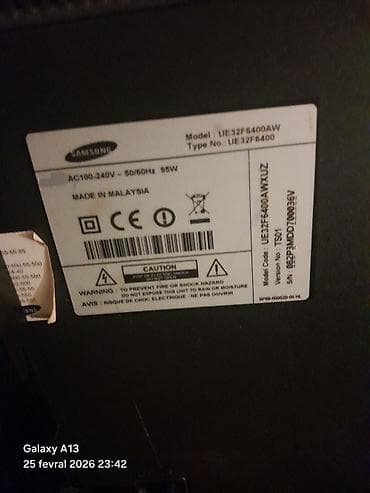 SAMSUNG
Model : UE32F6400AW
Type No : UE32F6400
AC100-240V ~ 50/60Hz 95W
MADE IN MALAYSIA
CAUTION
WARNING : TO PREVENT FIRE OR SHOCK HAZARD
DO NOT EXPOSE THIS UNIT TO RAIN OR MOISTURE
AVIS : RISQUE DE CHOC ELECTRIQUE - NE PAS OUVRIR
Model Code : UE32F6400AWXUZ
Version No : TS01
S/N :
Galaxy A13
25 fevral 2026 23:42